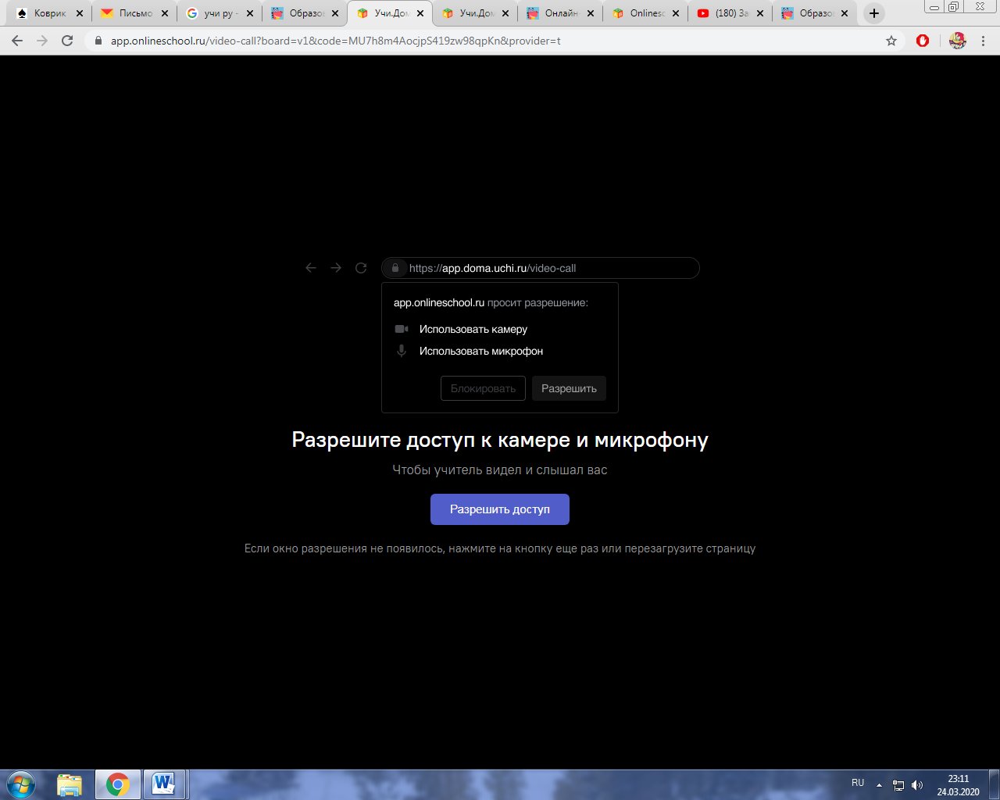 Коврик
Письмо
учи ру -
Образов
Учи.Дом
Учи.Дом
Онлайн-
Onlinesc
(180) За
Образов
app.onlineschool.ru/video-call?board=v1&code=MU7h8m4AocjpS419zw98qpKn&provider=t
https://app.doma.uchi.ru/video-call
app.onlineschool.ru просит разрешение:
Использовать камеру
Использовать микрофон
Блокировать
Разрешить
Разрешите доступ к камере и микрофону
Чтобы учитель видел и слышал вас
Разрешить доступ
Если окно разрешения не появилось, нажмите на кнопку еще раз или перезагрузите страницу
RU
23:11
24.03.2020